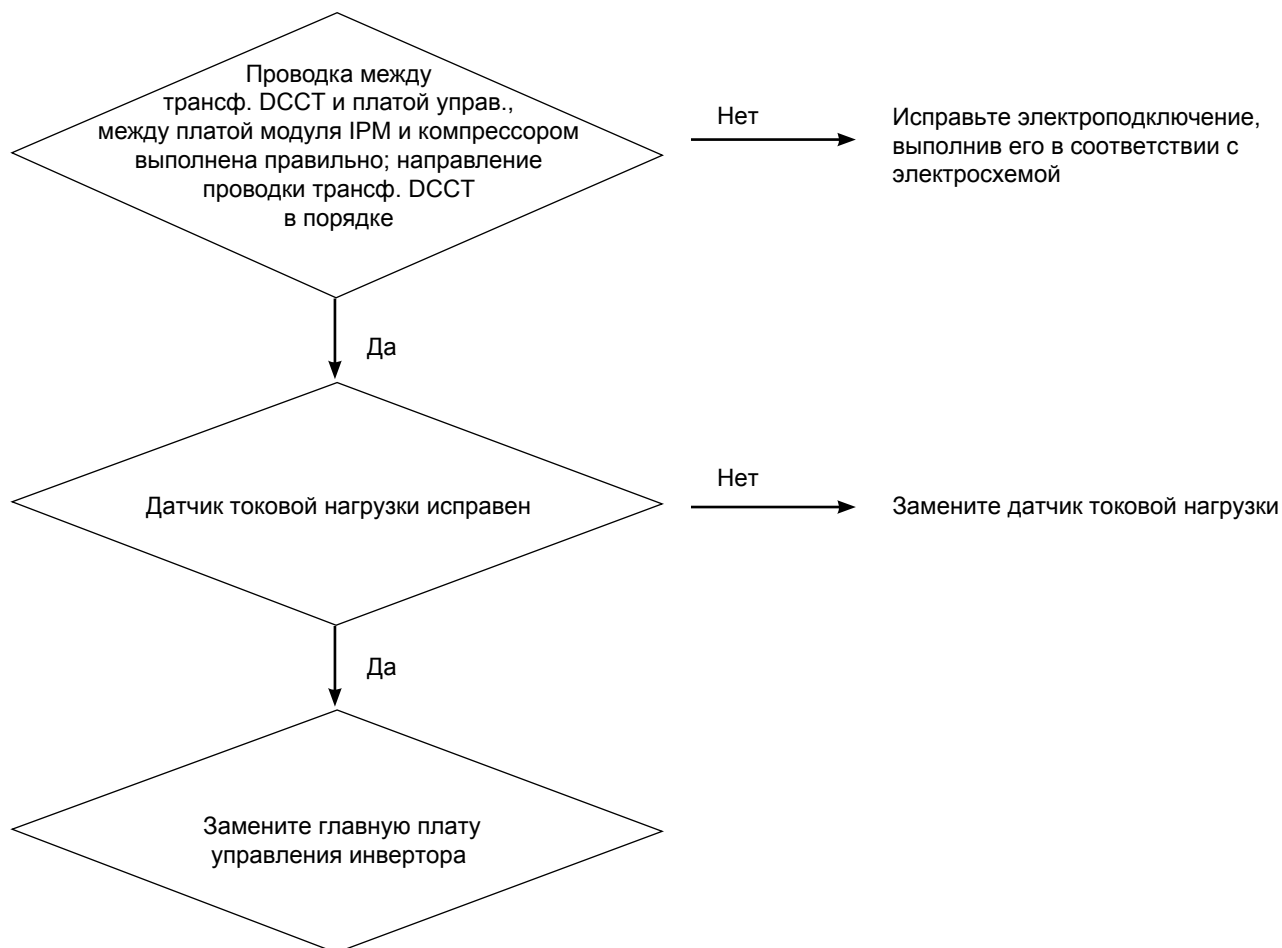 Проводка между
трансф. DCCT и платой управ.,
между платой модуля IPM и компрессором
выполнена правильно; направление
проводки трансф. DCCT
в порядке
Нет
Исправьте электроподключение,
выполнив его в соответствии с
электросхемой
Да
Датчик токовой нагрузки исправен
Нет
Замените датчик токовой нагрузки
Да
Замените главную плату
управления инвертора